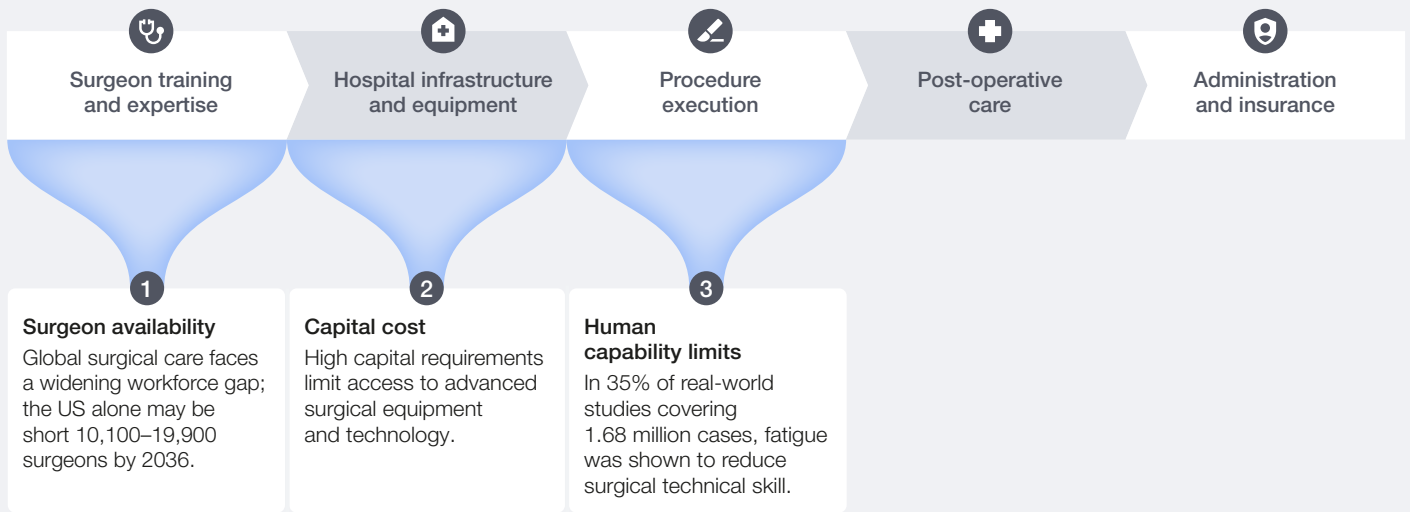 Surgeon training
and expertise
Hospital infrastructure
and equipment
Procedure
execution
Post-operative
care
Administration
and insurance
1
Surgeon availability
Global surgical care faces
a widening workforce gap;
the US alone may be
short 10,100–19,900
surgeons by 2036.
2
Capital cost
High capital requirements
limit access to advanced
surgical equipment
and technology.
3
Human
capability limits
In 35% of real-world
studies covering
1.68 million cases, fatigue
was shown to reduce
surgical technical skill.